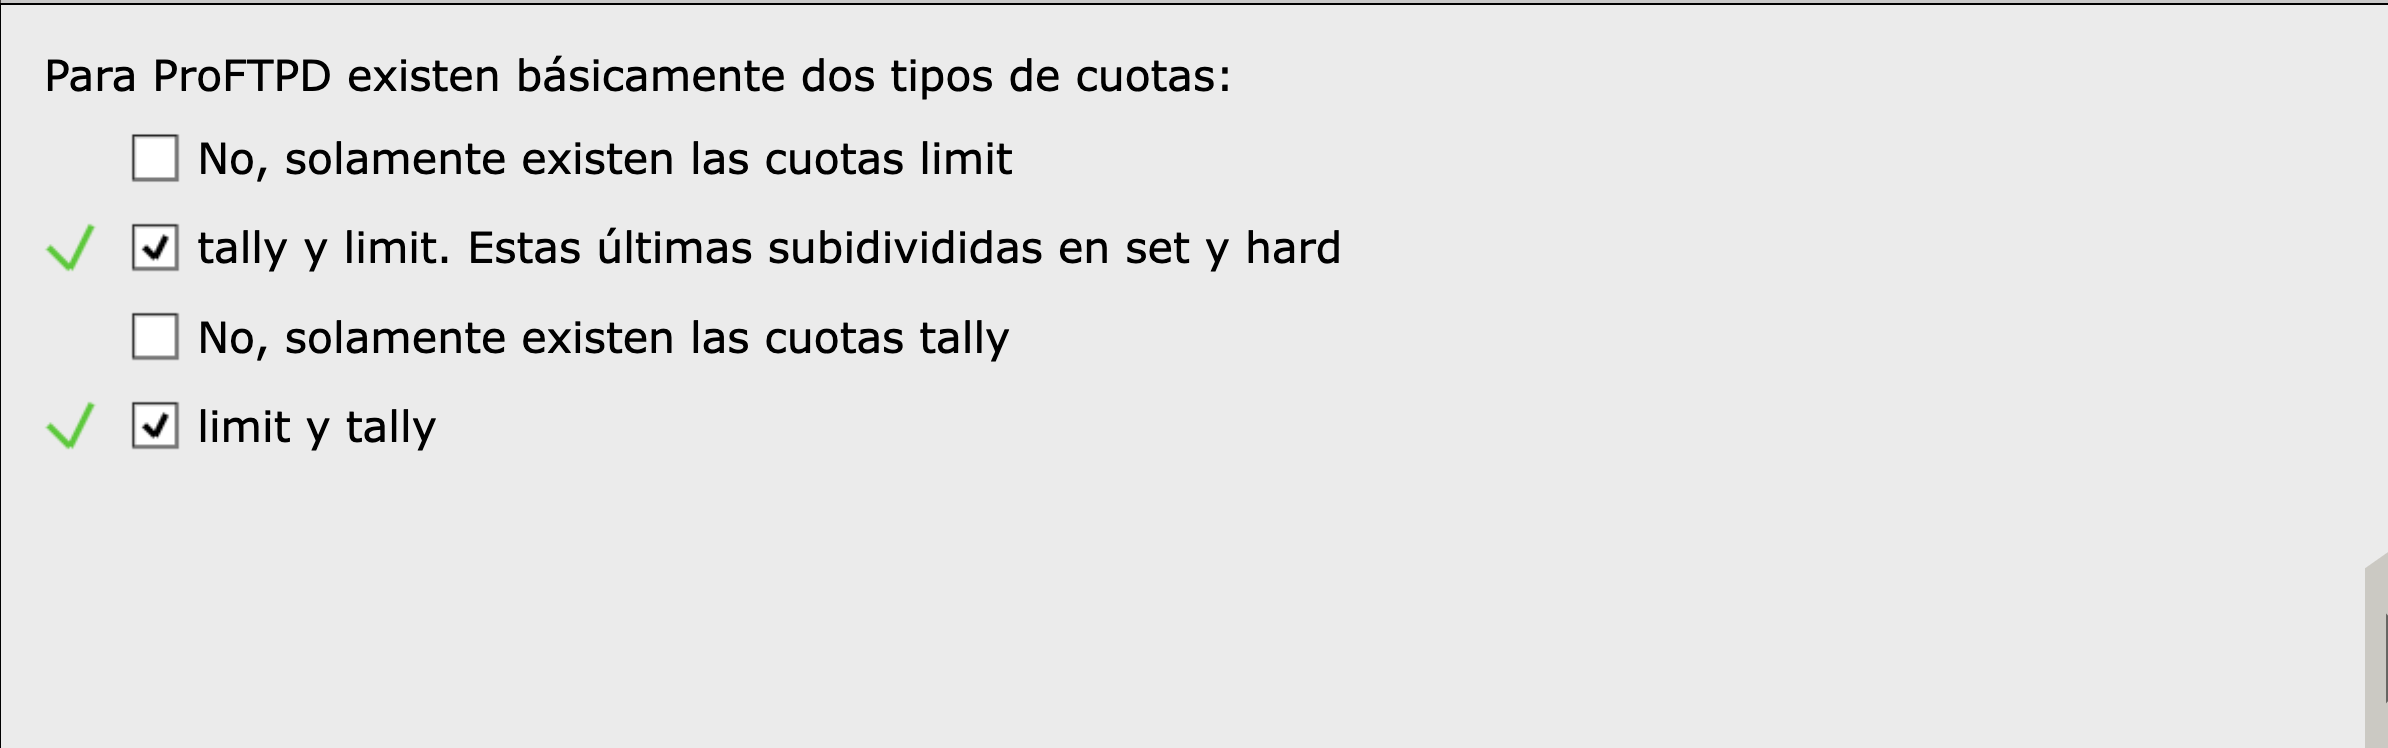 Para ProFTPD existen básicamente dos tipos de cuotas:
No, solamente existen las cuotas limit
tally y limit. Estas últimas subidivididas en set y hard
No, solamente existen las cuotas tally
limit y tally